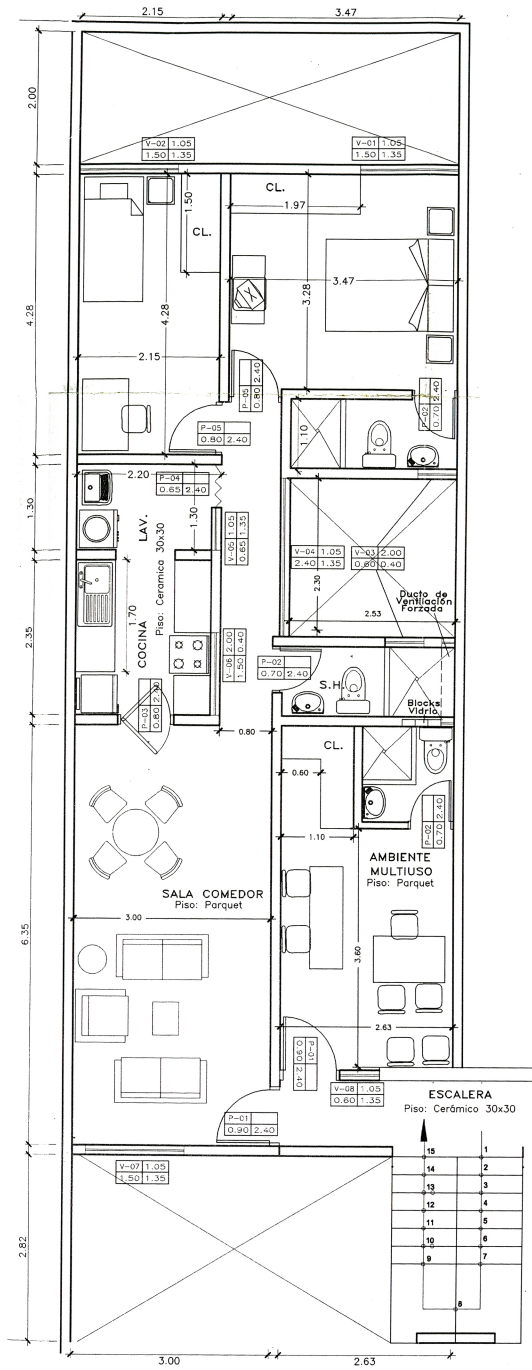 2.15
3.47
2.00
V-02 1.05
1.50 1.35
V-01 1.05
1.50 1.35
CL.
1.50
1.97
CL.
4.28
4.28
3.28
3.47
2.15
P-05
0.80 2.40
P-05
0.80 2.40
P-02
0.70 2.40
1.10
2.20
P-04
0.65 2.40
1.30
1.30
LAV.
V-05 1.05
0.65 1.35
V-04 1.05
2.40 1.35
V-03 2.00
0.60 0.40
2.30
Ducto de
Ventilación
Forzada
2.53
2.35
1.70
COCINA
Piso: Ceramica 30x30
V-06 2.00
1.50 0.40
P-02
0.70 2.40
S.H.
Blocks
Vidrio
P-03
0.80 2.40
0.80
CL.
0.60
1.10
P-02
0.70 2.40
AMBIENTE
MULTIUSO
Piso: Parquet
SALA COMEDOR
Piso: Parquet
3.00
6.35
3.60
2.63
P-01
0.90 2.40
V-08 1.05
0.60 1.35
P-01
0.90 2.40
ESCALERA
Piso: Cerámico 30x30
V-07 1.05
1.50 1.35
15 1
14 2
13 3
12 4
11 5
10 6
9 7
8
2.82
3.00
2.63